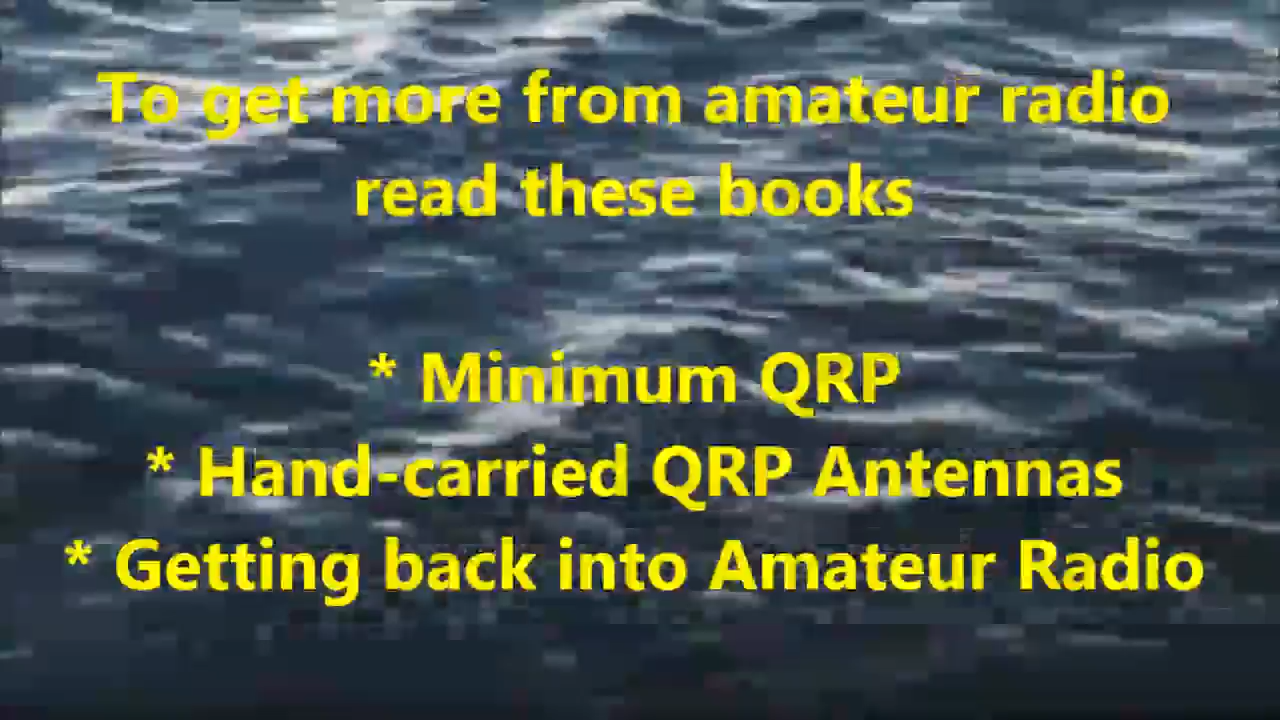 To get more from amateur radio
read these books
* Minimum QRP
* Hand-carried QRP Antennas
* Getting back into Amateur Radio